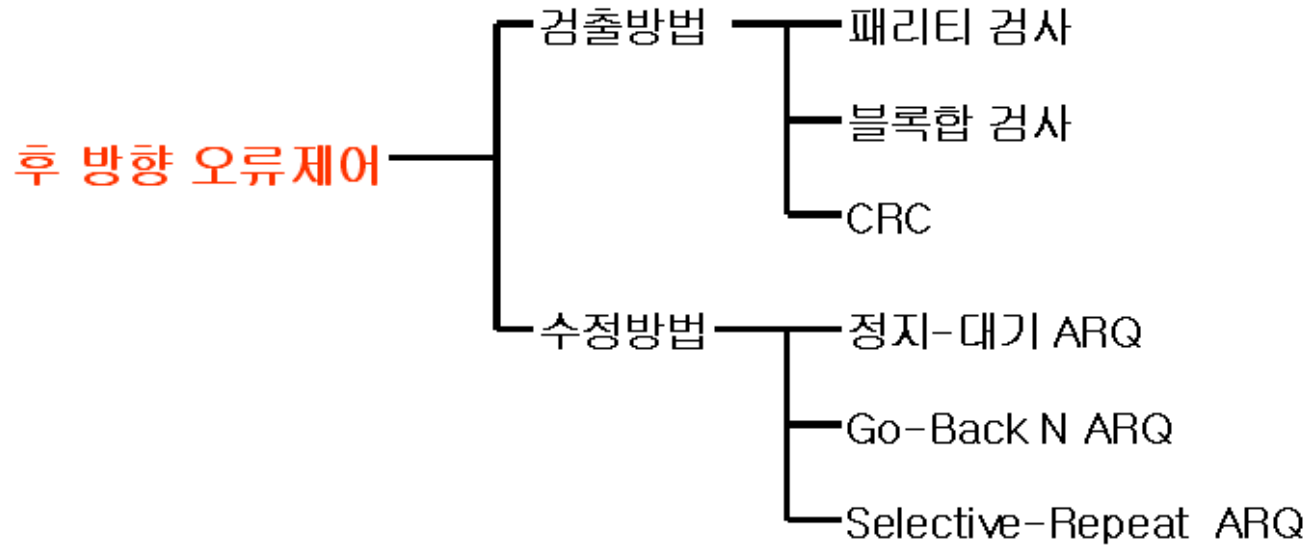 후 방향 오류제어
검출방법
패리티 검사
블록합 검사
CRC
수정방법
정지-대기 ARQ
Go-Back N ARQ
Selective-Repeat ARQ